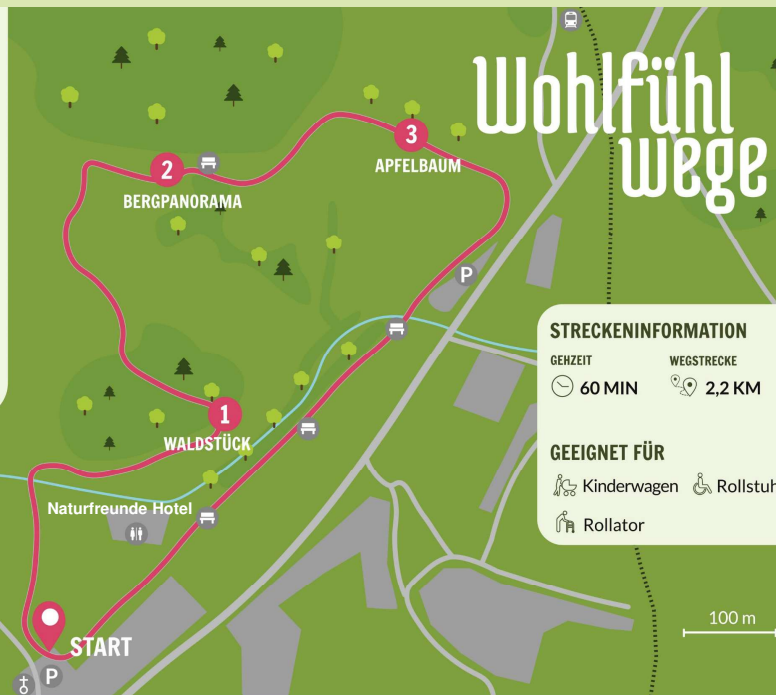 Wohlfühl
wege
3
APFELBAUM
2
BERGPANORAMA
P
STRECKENINFORMATION
GEHZEIT
WEGSTRECKE
60 MIN
2,2 KM
1
WALDSTÜCK
GEEIGNET FÜR
Kinderwagen
Rollstuh
Rollator
Naturfreunde Hotel
100 m
START
P